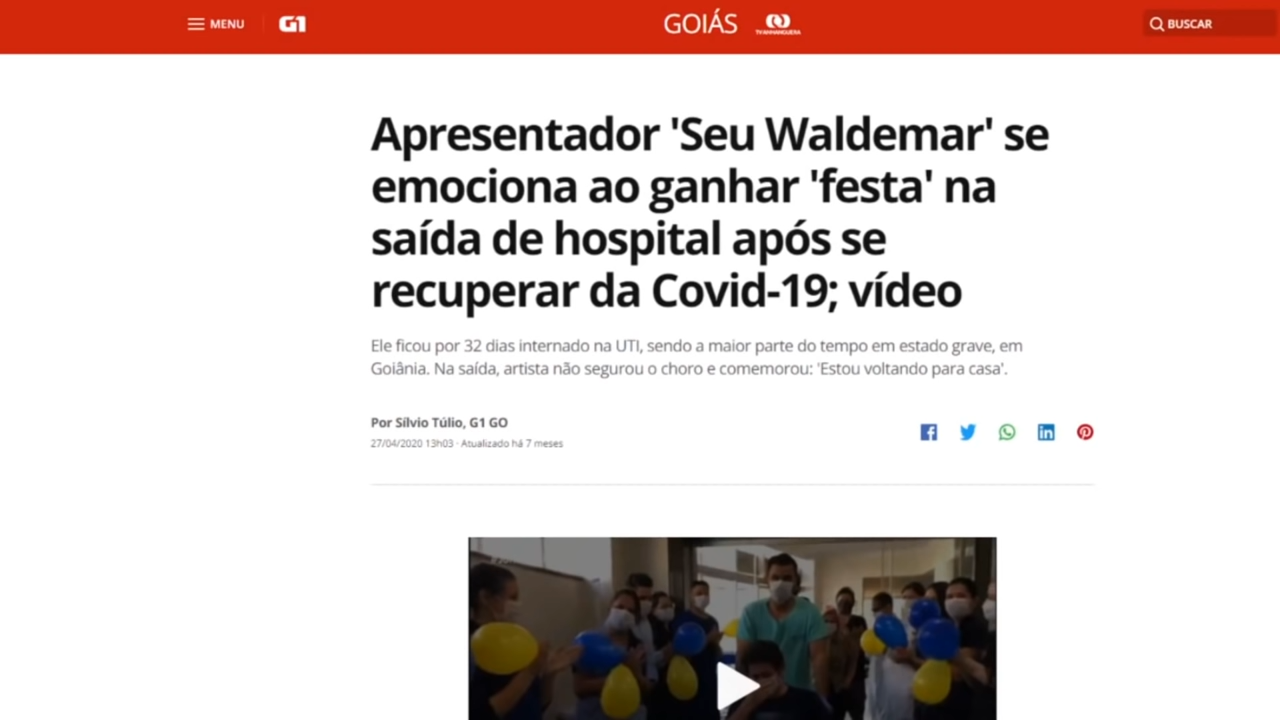 MENU
G1
GOIÁS
TV ANHANGUERA
BUSCAR
Apresentador 'Seu Waldemar' se
emociona ao ganhar 'festa' na
saída de hospital após se
recuperar da Covid-19; vídeo
Ele ficou por 32 dias internado na UTI, sendo a maior parte do tempo em estado grave, em
Goiânia. Na saída, artista não segurou o choro e comemorou: 'Estou voltando para casa'.
Por Sílvio Túlio, G1 GO
27/04/2020 13h03 · Atualizado há 7 meses